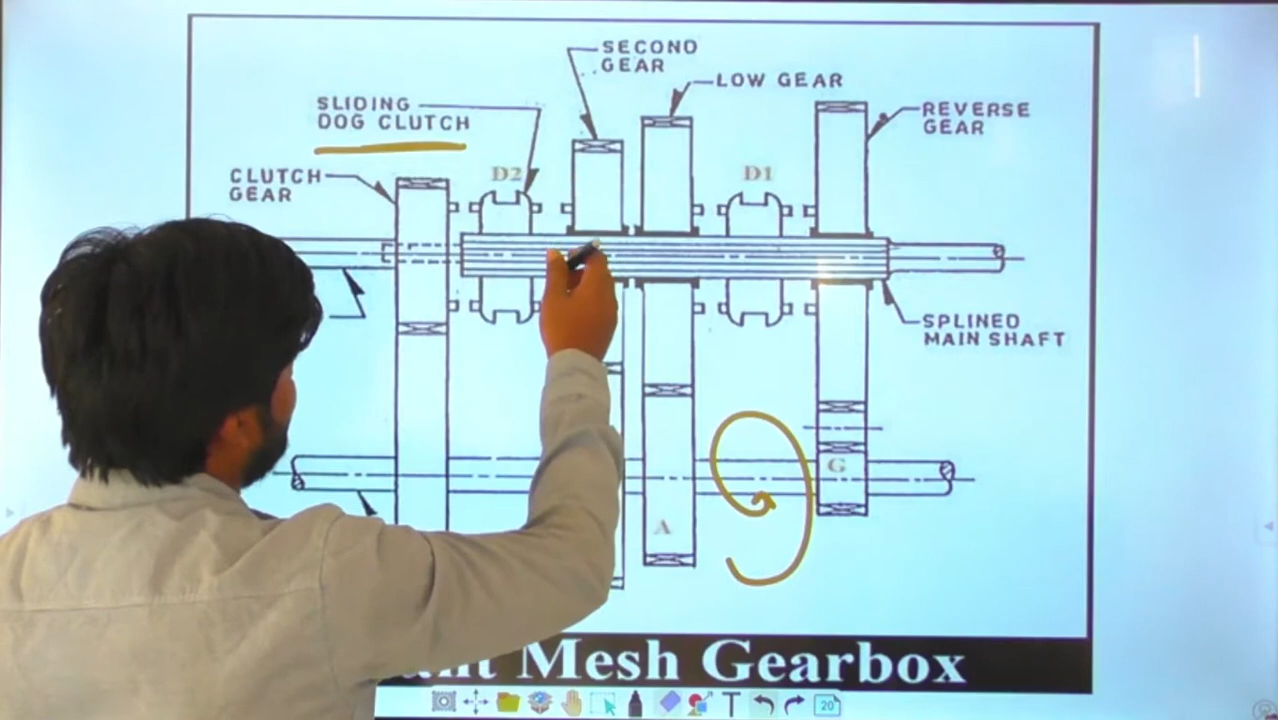 SECOND
GEAR
LOW GEAR
SLIDING
DOG CLUTCH
REVERSE
GEAR
CLUTCH
GEAR
D2
D1
SPLINED
MAIN SHAFT
G
A
Mesh Gearbox
T
20